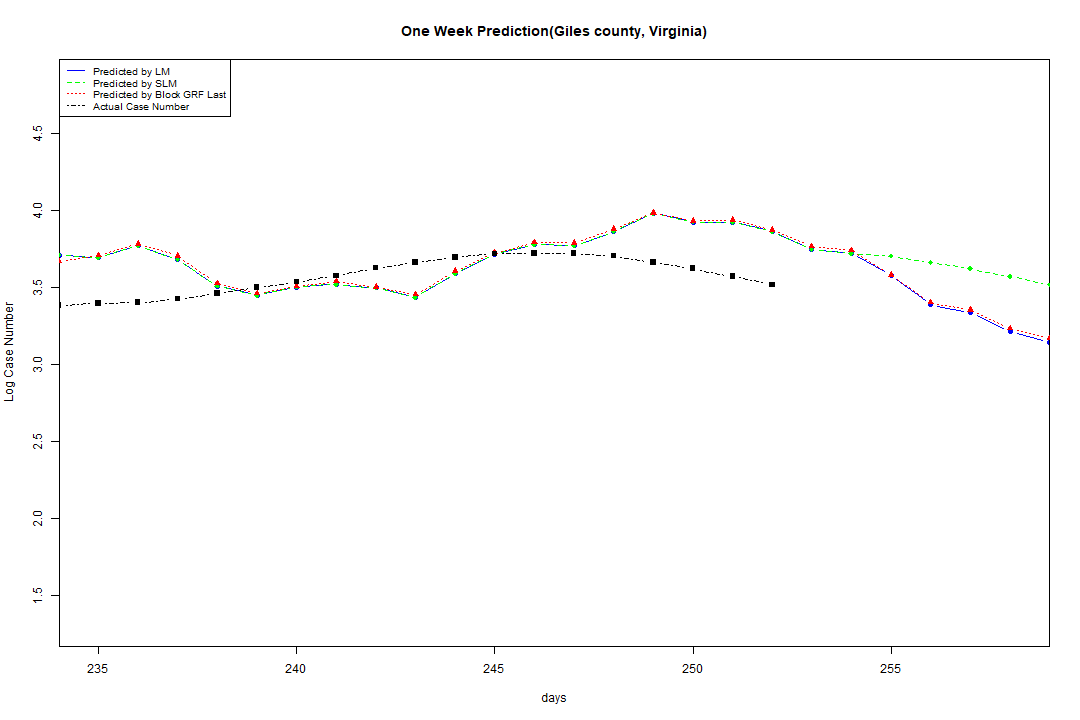 One Week Prediction(Giles county, Virginia)
Predicted by LM
Predicted by SLM
Predicted by Block GRF Last
Actual Case Number
4.5
4.0
3.5
3.0
2.5
2.0
1.5
Log Case Number
235 240 245 250 255
days